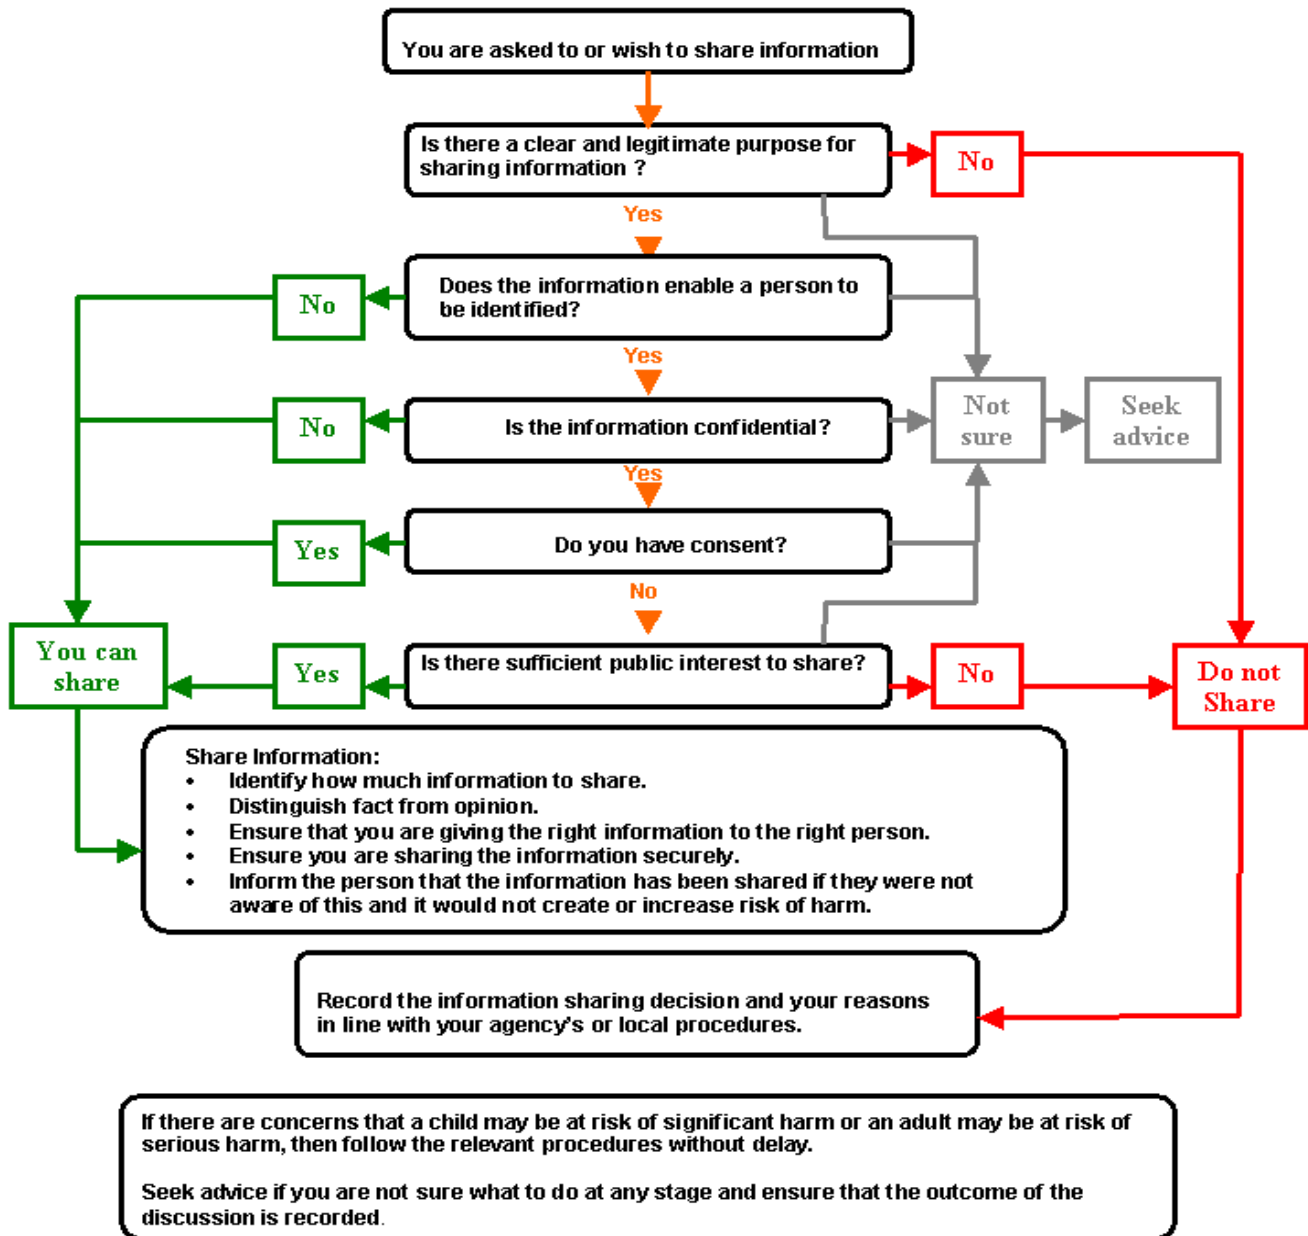 You are asked to or wish to share information
Is there a clear and legitimate purpose for
sharing information ?
No
Yes
Does the information enable a person to
be identified?
No
Yes
Is the information confidential?
No
Not
sure
Seek
advice
Yes
Do you have consent?
Yes
No
Is there sufficient public interest to share?
You can
share
Yes
No
Do not
Share
Share Information:
• Identify how much information to share.
• Distinguish fact from opinion.
• Ensure that you are giving the right information to the right person.
• Ensure you are sharing the information securely.
• Inform the person that the information has been shared if they were not
aware of this and it would not create or increase risk of harm.
Record the information sharing decision and your reasons
in line with your agency's or local procedures.
If there are concerns that a child may be at risk of significant harm or an adult may be at risk of
serious harm, then follow the relevant procedures without delay.
Seek advice if you are not sure what to do at any stage and ensure that the outcome of the
discussion is recorded.